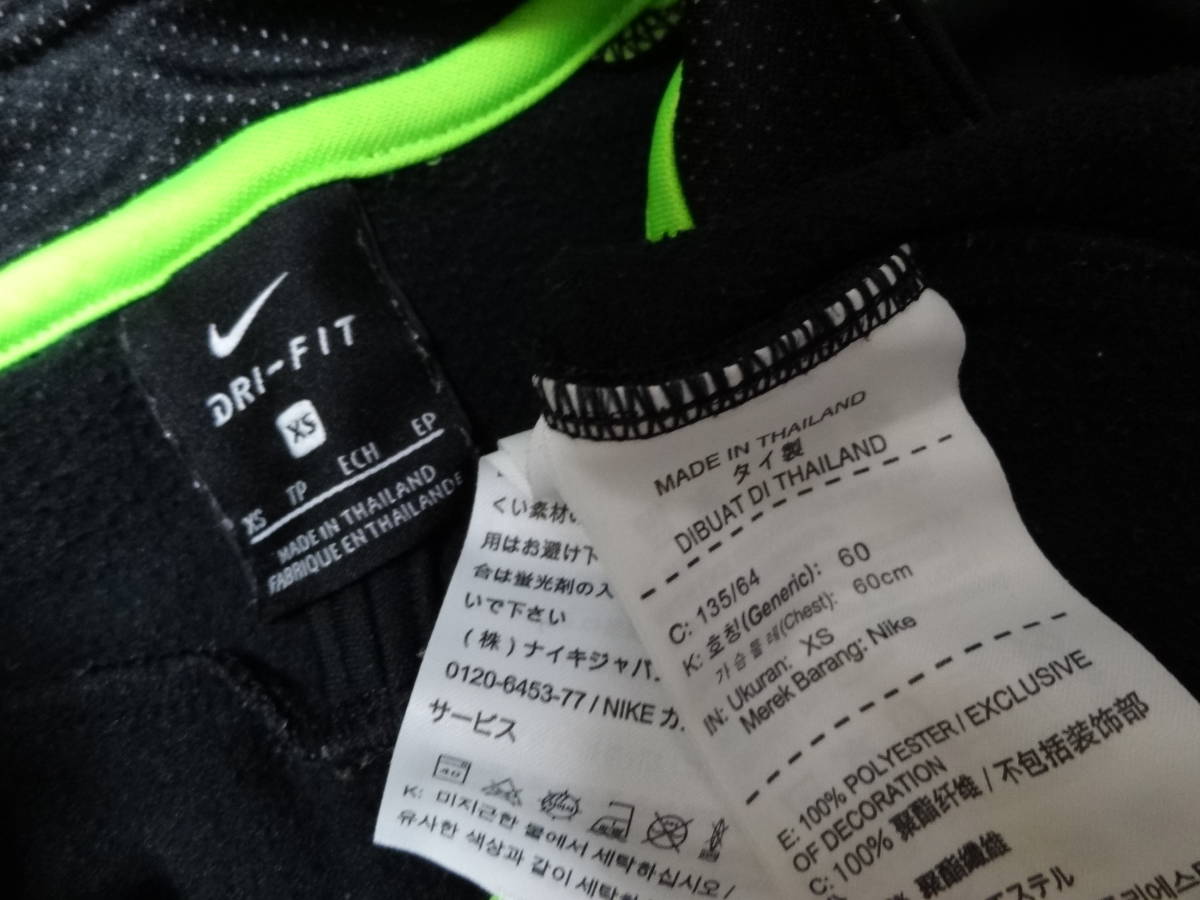 DRI-FIT
XS
XS TP ECH EP
MADE IN THAILAND
FABRIQUE EN THAILANDE
MADE IN THAILAND
タイ製
DIBUAT DI THAILAND
C: 135/64
K: 호칭(Generic): 60
가슴둘레(Chest): 60cm
IN: Ukuran: XS
Merek Barang: Nike
E: 100% POLYESTER / EXCLUSIVE
OF DECORATION
C: 100% 聚酯纤维 / 不包括装饰部
聚酯纖維
くい素材
用はお避け下
合は蛍光剤の入
いで下さい
(株)ナイキジャパ
0120-6453-77 / NIKE カ
サービス
40
K: 미지근한 물에서 세탁하십시오 /
유사한 색상과 같이 세탁